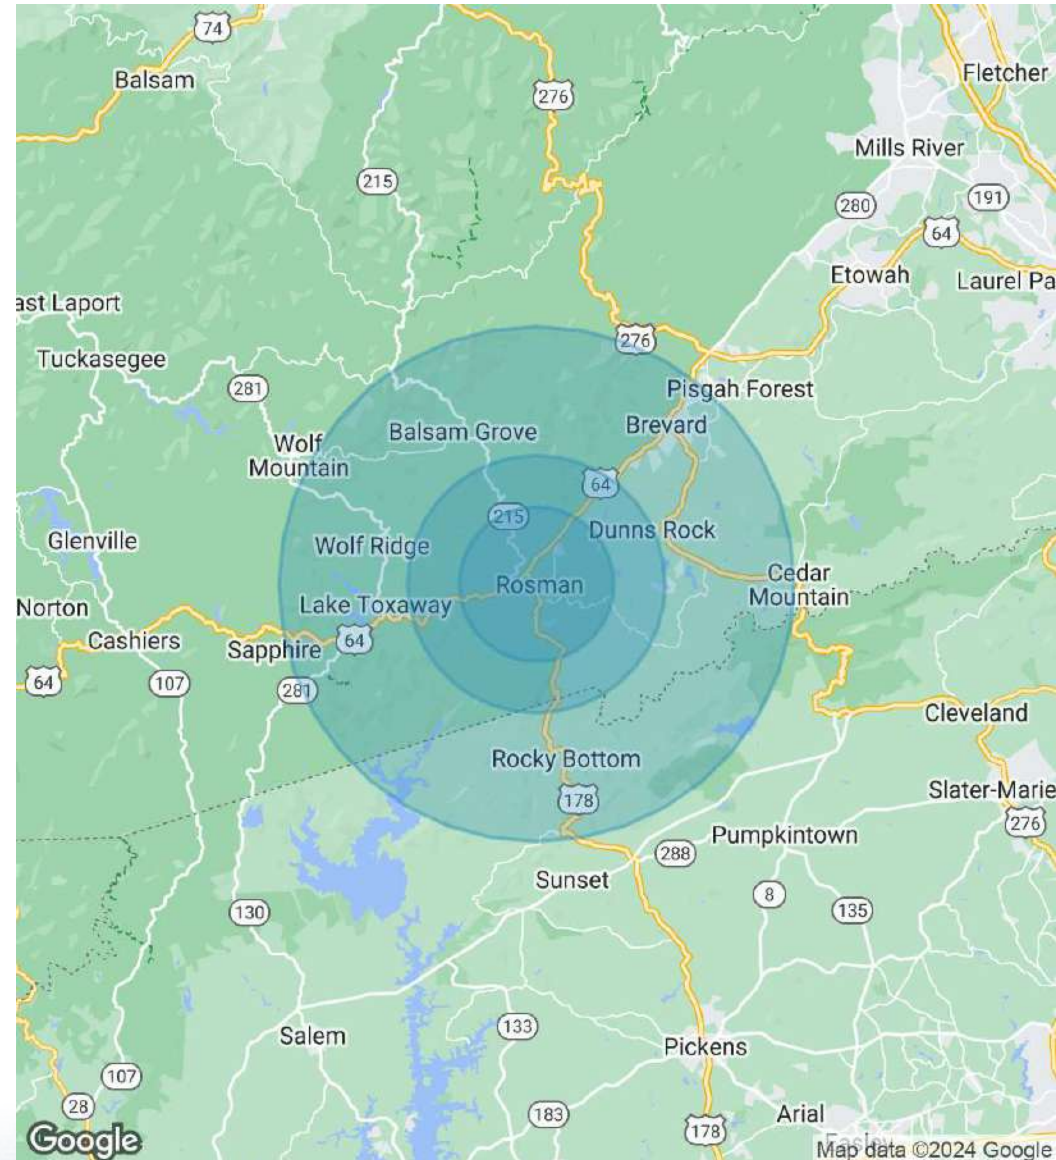 74
Balsam
Fletcher
276
Mills River
215
191
280
64
Etowah
Laurel Pa
ast Laport
276
Tuckasegee
281
Pisgah Forest
Balsam Grove
Brevard
Wolf
Mountain
64
215
Dunns Rock
Glenville
Wolf Ridge
Cedar
Mountain
Rosman
Norton
Lake Toxaway
Cashiers
64
Sapphire
64
107
281
Cleveland
Rocky Bottom
178
Slater-Marie
276
Pumpkintown
288
Sunset
8
135
130
133
Salem
Pickens
107
28
183
Arial
178
Easley
Google
Map data ©2024 Google